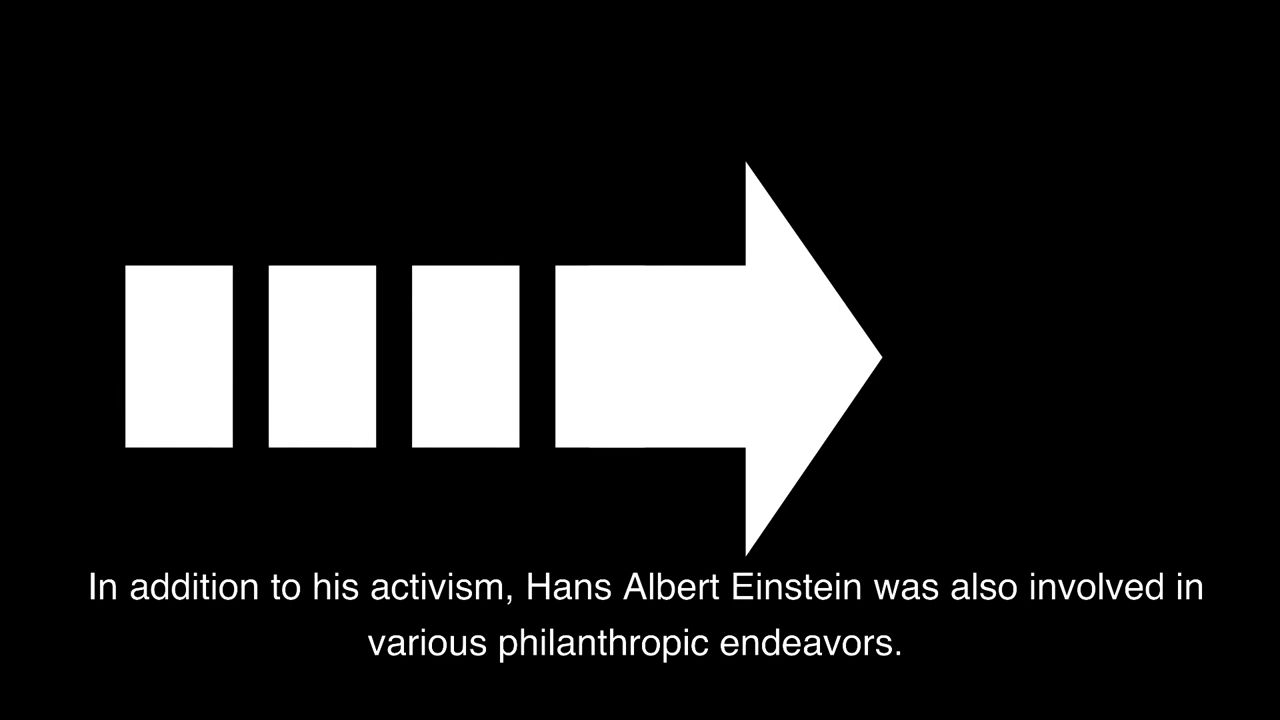 In addition to his activism, Hans Albert Einstein was also involved in
various philanthropic endeavors.